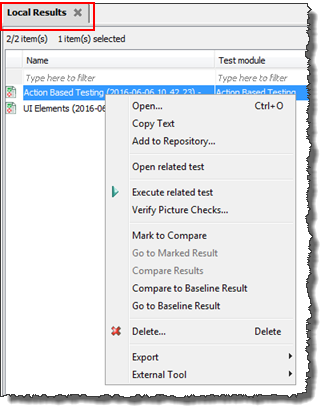 Local Results
2/2 item(s) 1 item(s) selected
Name Test module
Type here to filter Type here to filter
Action Based Testing (2016-06-06 10_42_23) - Action Based Testing
UI Elements (2016-06
Open... Ctrl+O
Copy Text
Add to Repository...
Open related test
Execute related test
Verify Picture Checks...
Mark to Compare
Go to Marked Result
Compare Results
Compare to Baseline Result
Go to Baseline Result
Delete... Delete
Export
External Tool